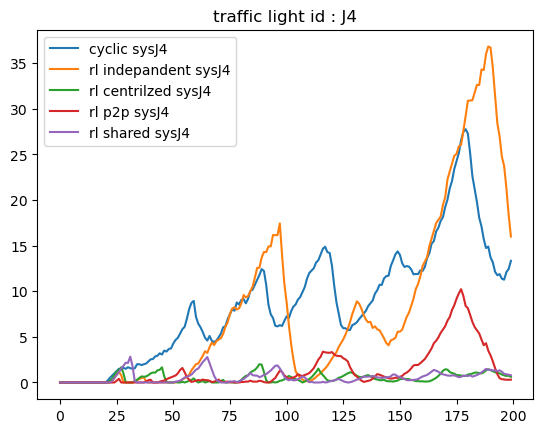 traffic light id : J4
cyclic sysJ4
rl indepandent sysJ4
rl centrilzed sysJ4
rl p2p sysJ4
rl shared sysJ4
35
30
25
20
15
10
5
0
0 25 50 75 100 125 150 175 200